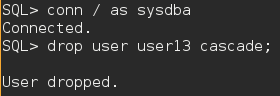 SQL> conn / as sysdba
Connected.
SQL> drop user user13 cascade;
User dropped.